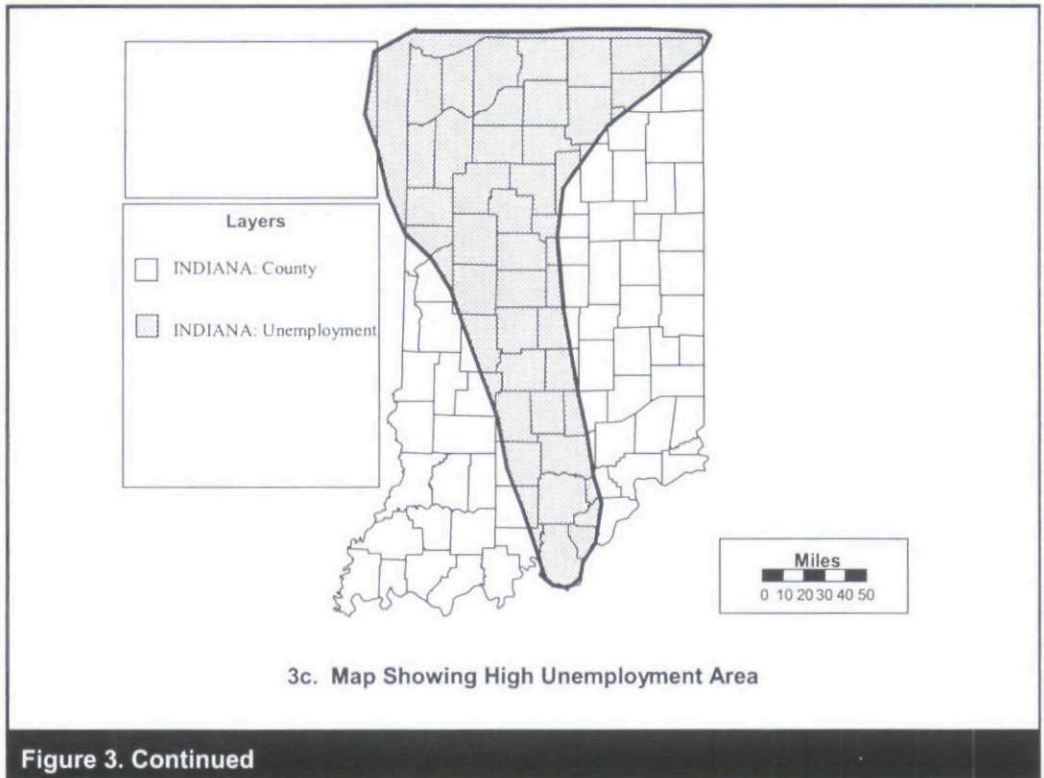 Layers
INDIANA: County
INDIANA: Unemployment
Miles
0 10 20 30 40 50
3c. Map Showing High Unemployment Area
Figure 3. Continued